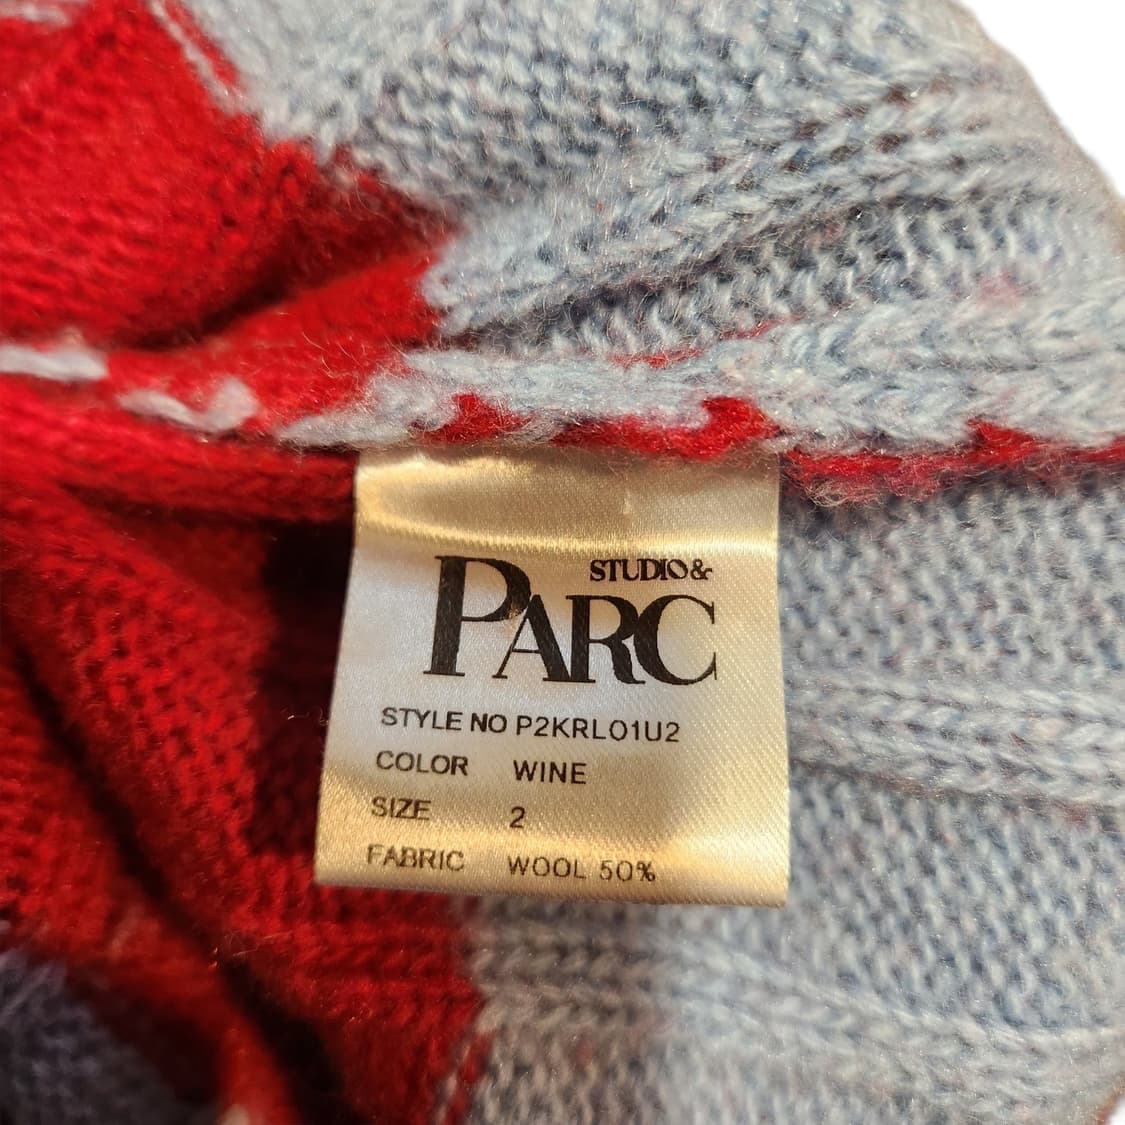 STUDIO &
PARC
STYLE NO P2KRL01U2
COLOR WINE
SIZE 2
FABRIC WOOL 50%